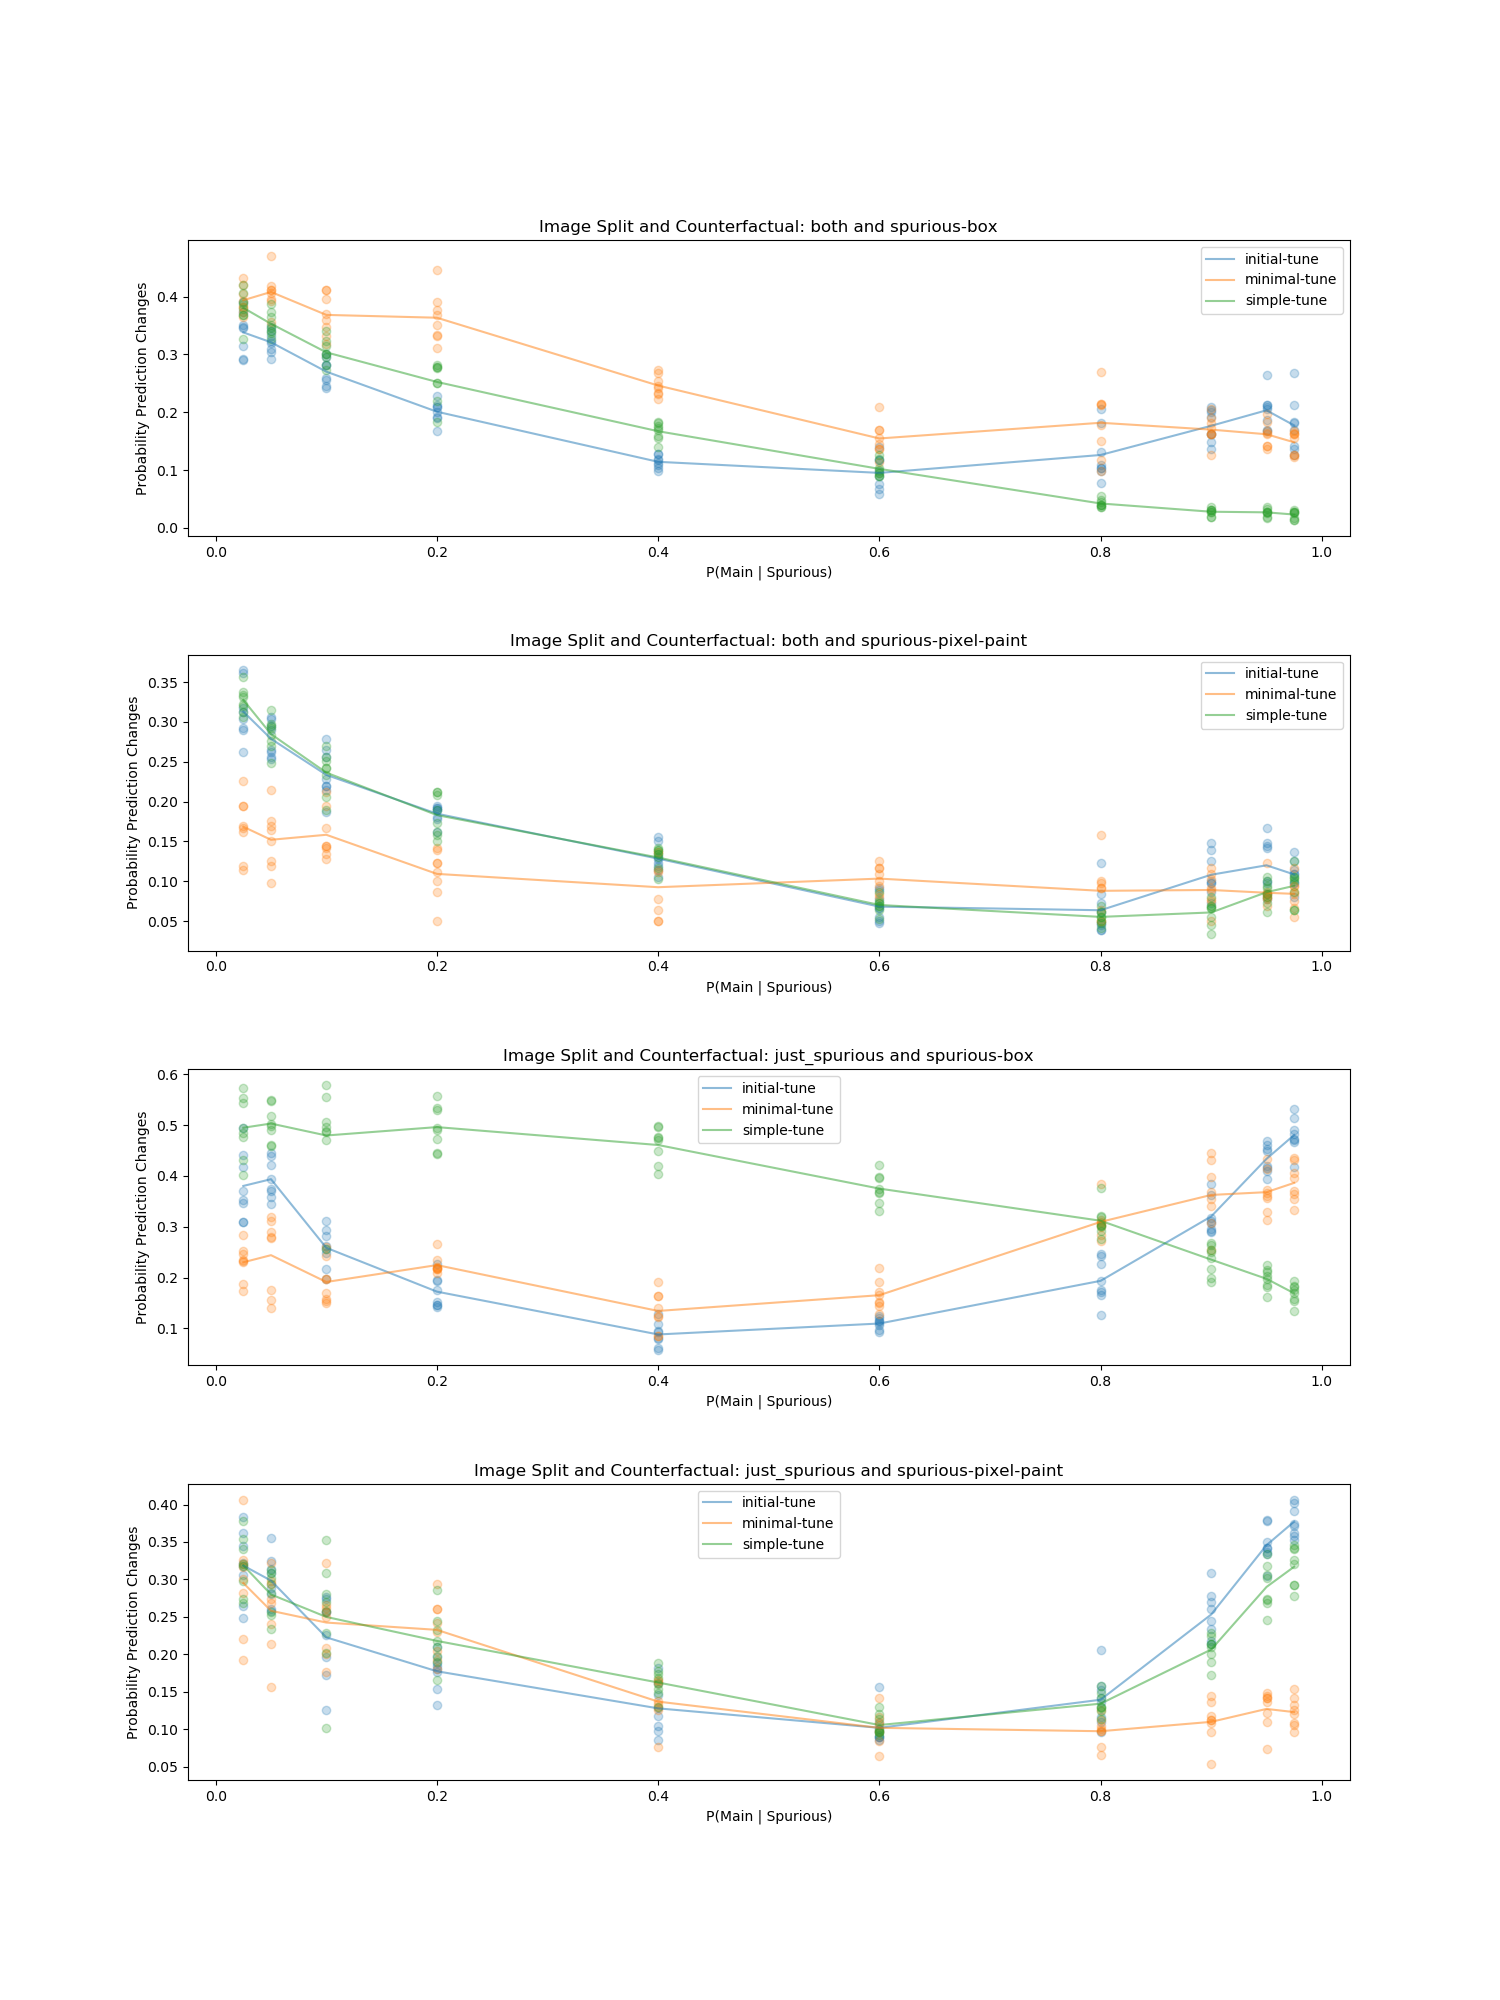 Image Split and Counterfactual: both and spurious-box
Probability Prediction Changes
0.4
0.3
0.2
0.1
0.0
initial-tune
minimal-tune
simple-tune
0.0 0.2 0.4 0.6 0.8 1.0
P(Main | Spurious)
Image Split and Counterfactual: both and spurious-pixel-paint
Probability Prediction Changes
0.35
0.30
0.25
0.20
0.15
0.10
0.05
initial-tune
minimal-tune
simple-tune
0.0 0.2 0.4 0.6 0.8 1.0
P(Main | Spurious)
Image Split and Counterfactual: just_spurious and spurious-box
Probability Prediction Changes
0.6
0.5
0.4
0.3
0.2
0.1
initial-tune
minimal-tune
simple-tune
0.0 0.2 0.4 0.6 0.8 1.0
P(Main | Spurious)
Image Split and Counterfactual: just_spurious and spurious-pixel-paint
Probability Prediction Changes
0.40
0.35
0.30
0.25
0.20
0.15
0.10
0.05
initial-tune
minimal-tune
simple-tune
0.0 0.2 0.4 0.6 0.8 1.0
P(Main | Spurious)